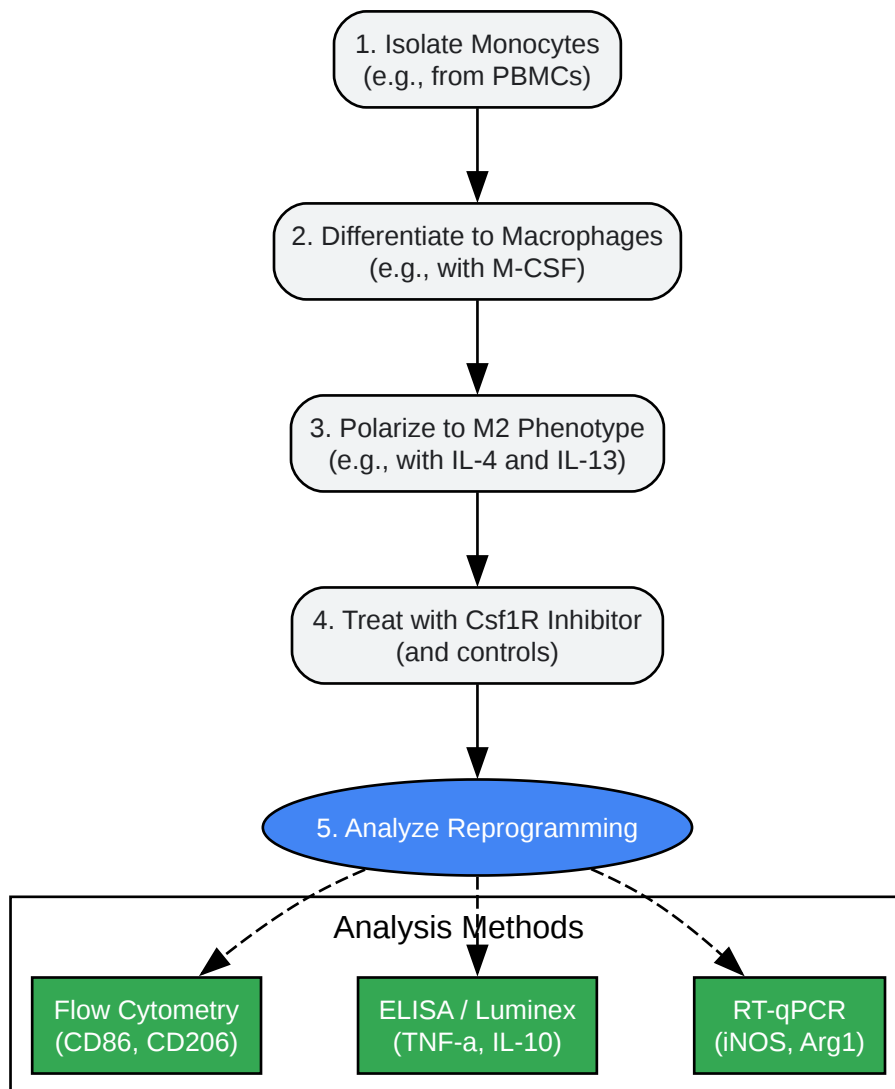 1. Isolate Monocytes
(e.g., from PBMCs)
2. Differentiate to Macrophages
(e.g., with M-CSF)
3. Polarize to M2 Phenotype
(e.g., with IL-4 and IL-13)
4. Treat with Csf1R Inhibitor
(and controls)
5. Analyze Reprogramming
Analysis Methods
Flow Cytometry
(CD86, CD206)
ELISA / Luminex
(TNF-a, IL-10)
RT-qPCR
(iNOS, Arg1)